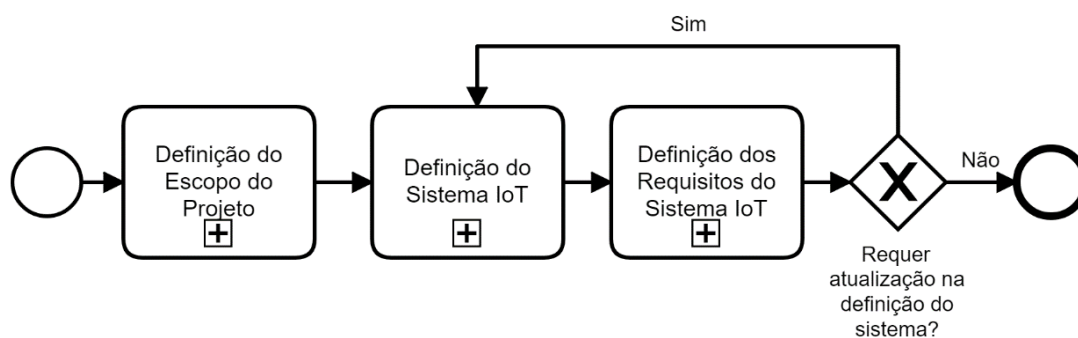 Sim
Definição do
Escopo do
Projeto
Definição do
Sistema IoT
Definição dos
Requisitos do
Sistema IoT
X
Não
Requer
atualização na
definição do
sistema?